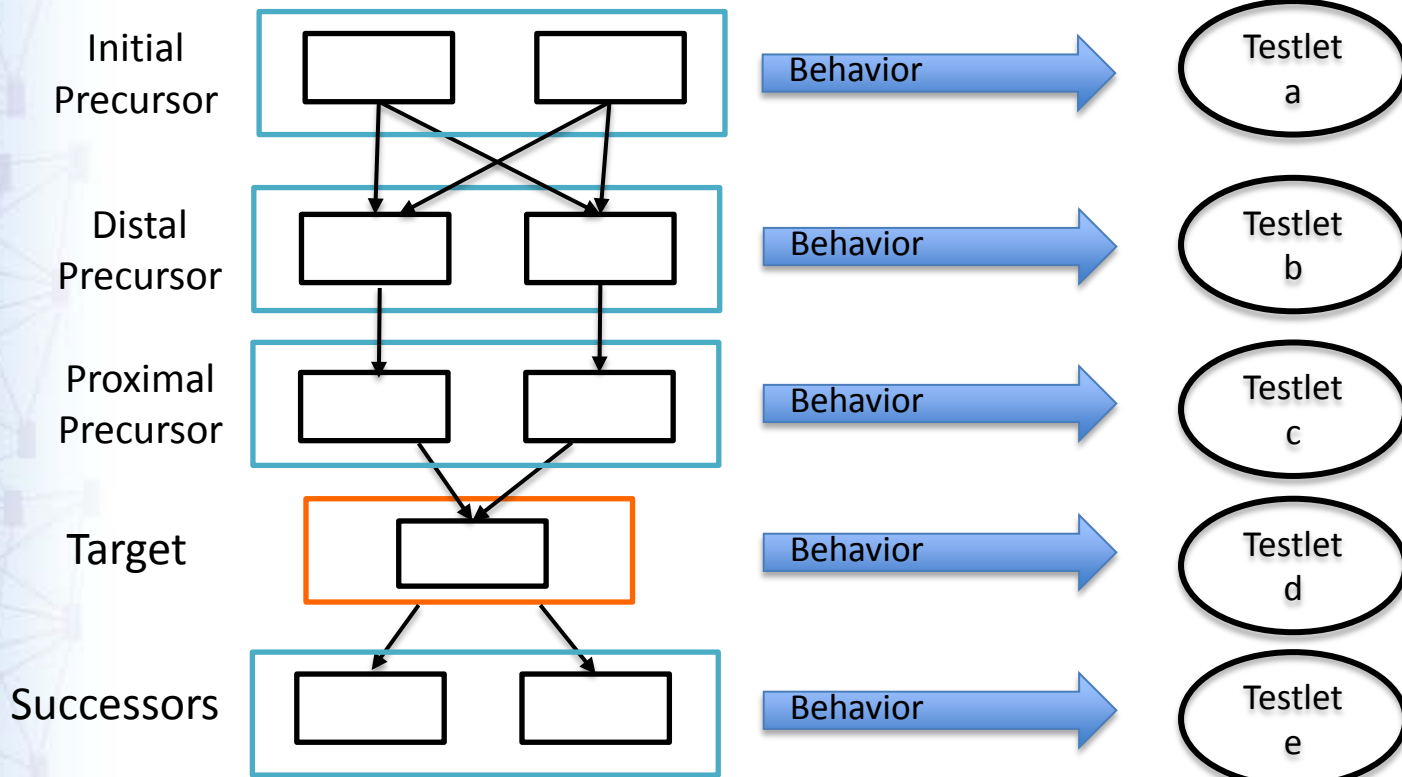 Initial
Precursor
Behavior
Testlet
a
Distal
Precursor
Behavior
Testlet
b
Proximal
Precursor
Behavior
Testlet
c
Target
Behavior
Testlet
d
Successors
Behavior
Testlet
e